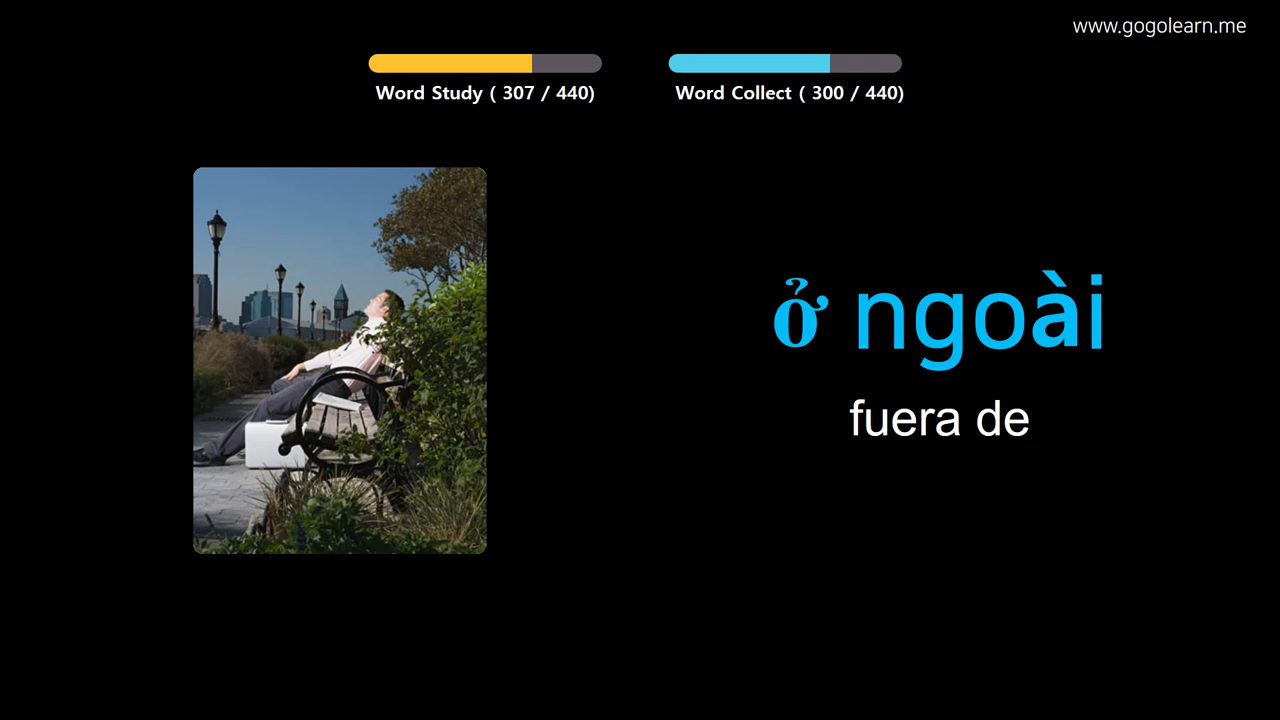 www.gogolearn.me
Word Study ( 307 / 440)
Word Collect ( 300 / 440)
ở ngoài
fuera de